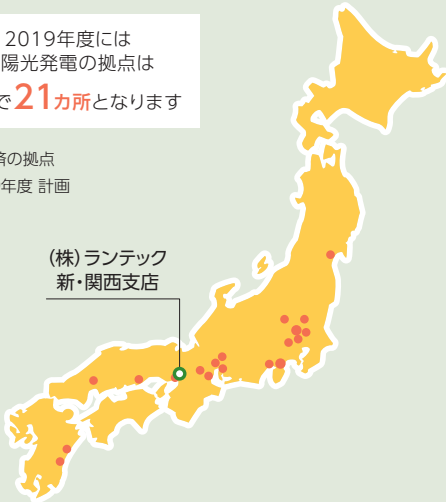 2019年度には
陽光発電の拠点は
で21カ所となります
済の拠点
年度 計画
(株)ランテック
新・関西支店